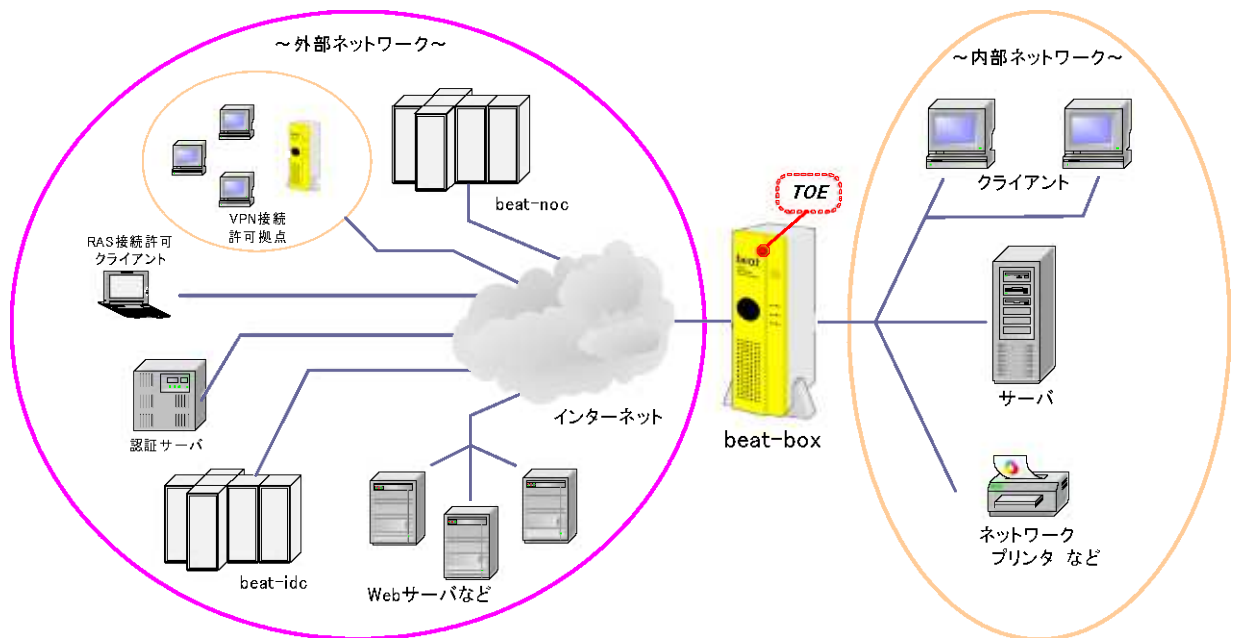 ～外部ネットワーク～
beat-noc
VPN接続
許可拠点
RAS接続許可
クライアント
認証サーバ
beat-idc
Webサーバなど
インターネット
TOE
beat
beat-box
～内部ネットワーク～
クライアント
サーバ
ネットワーク
プリンタ など